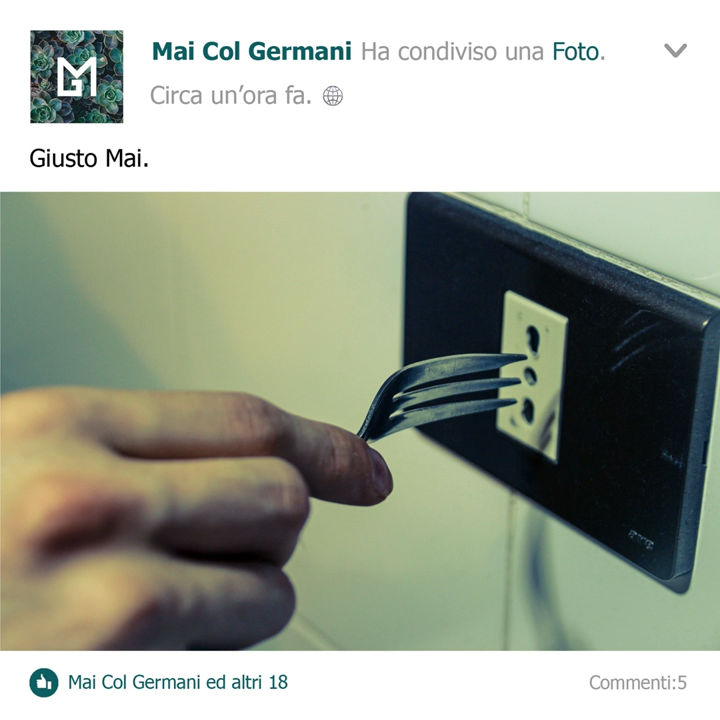 Mai Col Germani Ha condiviso una Foto.
Circa un’ora fa.
Giusto Mai.
Mai Col Germani ed altri 18
Commenti:5